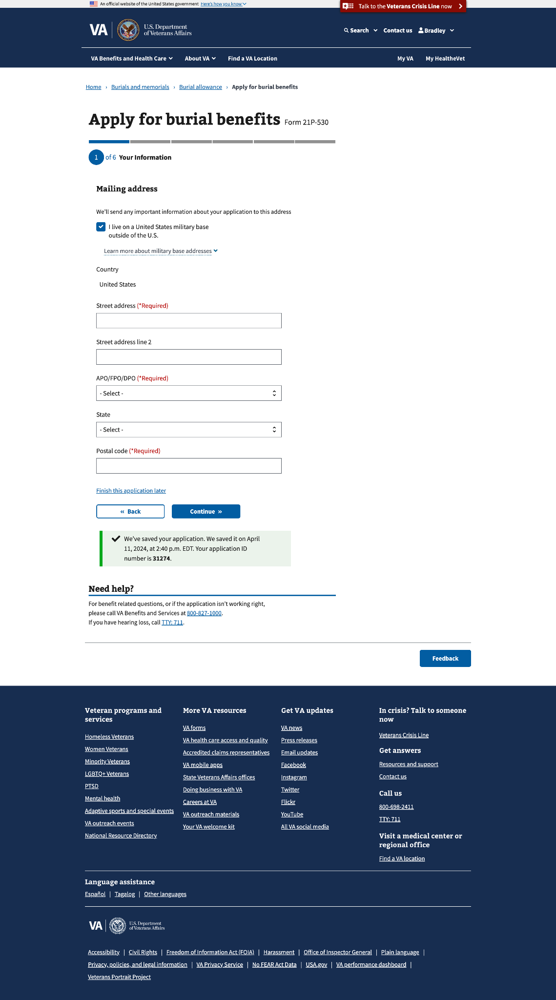 An official website of the United States government Here's how you know
Talk to the Veterans Crisis Line now
VA U.S. Department of Veterans Affairs
Search Contact us Bradley
VA Benefits and Health Care About VA Find a VA Location My VA My HealtheVet
Home › Burials and memorials › Burial allowance › Apply for burial benefits
Apply for burial benefits Form 21P-530
1 of 6 Your Information
Mailing address
We'll send any important information about your application to this address
I live on a United States military base
outside of the U.S.
Learn more about military base addresses
Country
United States
Street address (*Required)
Street address line 2
APO/FPO/DPO (*Required)
- Select -
State
- Select -
Postal code (*Required)
Finish this application later
« Back Continue »
We've saved your application. We saved it on April
11, 2024, at 2:40 p.m. EDT. Your application ID
number is 31274.
Need help?
For benefit related questions, or if the application isn't working right,
please call VA Benefits and Services at 800-827-1000.
If you have hearing loss, call TTY: 711.
Feedback
Veteran programs and
services
Homeless Veterans
Women Veterans
Minority Veterans
LGBTQ+ Veterans
PTSD
Mental health
Adaptive sports and special events
VA outreach events
National Resource Directory
More VA resources
VA forms
VA health care access and quality
Accredited claims representatives
VA mobile apps
State Veterans Affairs offices
Doing business with VA
Careers at VA
VA outreach materials
Your VA welcome kit
Get VA updates
VA news
Press releases
Email updates
Facebook
Instagram
Twitter
Flickr
YouTube
All VA social media
In crisis? Talk to someone
now
Veterans Crisis Line
Get answers
Resources and support
Contact us
Call us
800-698-2411
TTY: 711
Visit a medical center or
regional office
Find a VA location
Language assistance
Español | Tagalog | Other languages
VA U.S. Department of Veterans Affairs
Accessibility | Civil Rights | Freedom of Information Act (FOIA) | Harassment | Office of Inspector General | Plain language |
Privacy, policies, and legal information | VA Privacy Service | No FEAR Act Data | USA.gov | VA performance dashboard |
Veterans Portrait Project